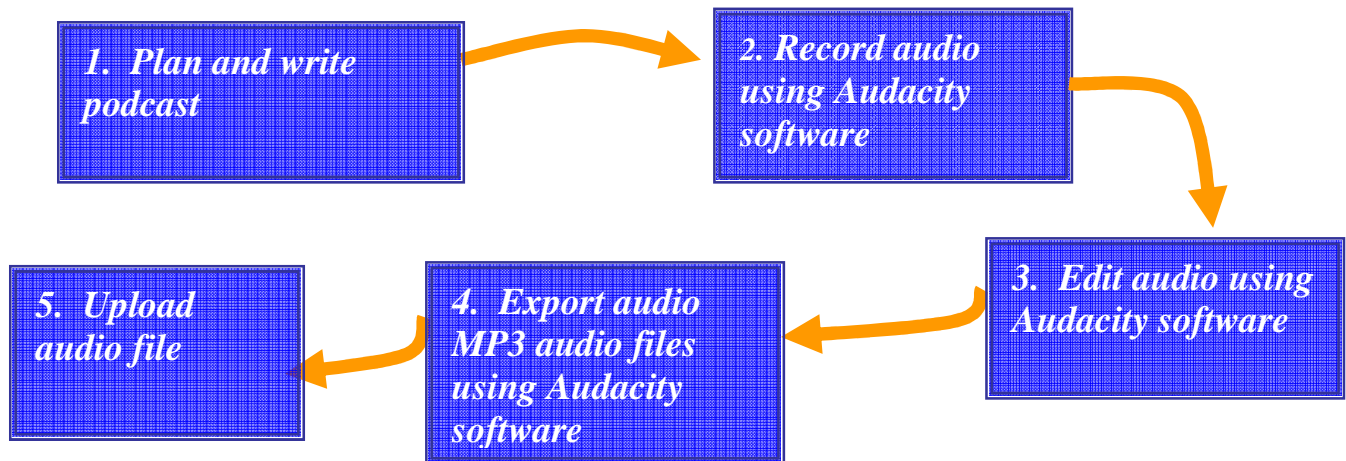 1. Plan and write
podcast
2. Record audio
using Audacity
software
3. Edit audio using
Audacity software
4. Export audio
MP3 audio files
using Audacity
software
5. Upload
audio file